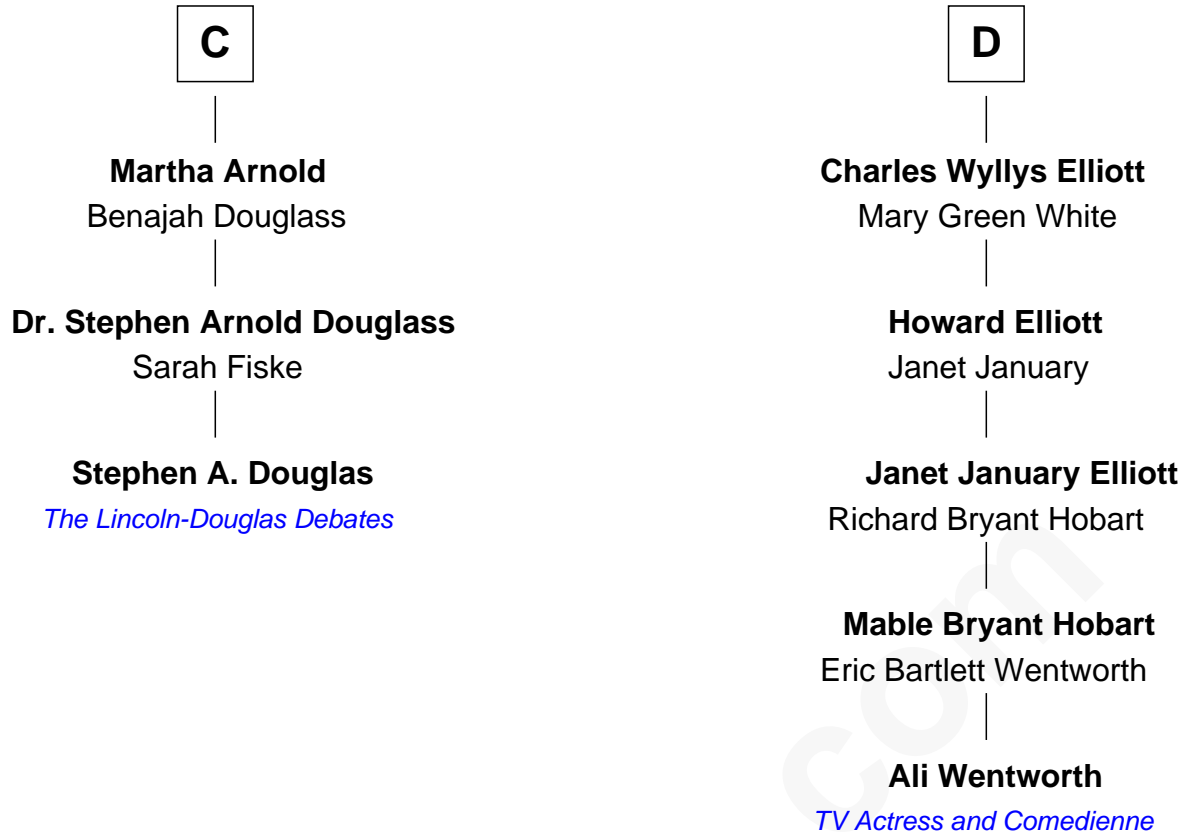 C
Martha Arnold
Benajah Douglass
Dr. Stephen Arnold Douglass
Sarah Fiske
Stephen A. Douglas
The Lincoln-Douglas Debates
D
Charles Wyllys Elliott
Mary Green White
Howard Elliott
Janet January
Janet January Elliott
Richard Bryant Hobart
Mable Bryant Hobart
Eric Bartlett Wentworth
Ali Wentworth
TV Actress and Comedienne
com